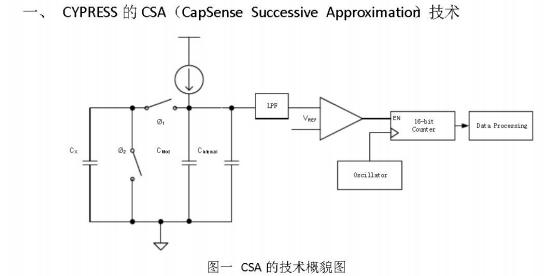 一、 CYPRESS 的 CSA（CapSense Successive Approximation）技术
LPF
Ø₁
VREF
EN
16-bit
Counter
Data Processing
CX
Ø₂
CMod
Oscillator
图一 CSA 的技术概貌图